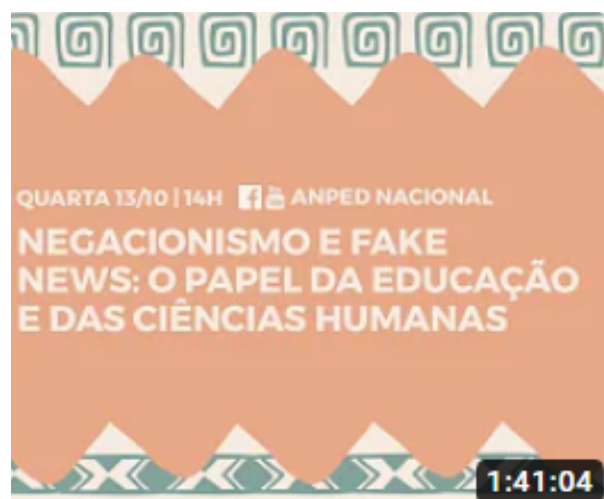 QUARTA 13/10 | 14H ANPED NACIONAL
NEGACIONISMO E FAKE
NEWS: O PAPEL DA EDUCAÇÃO
E DAS CIÊNCIAS HUMANAS
1:41:04